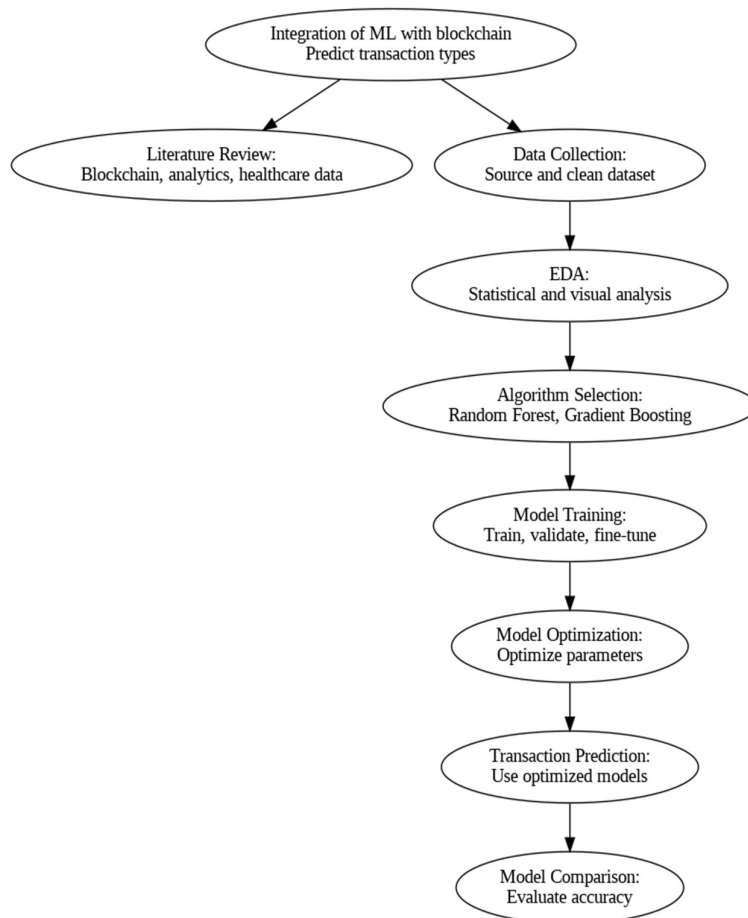 Integration of ML with blockchain
Predict transaction types
Literature Review:
Blockchain, analytics, healthcare data
Data Collection:
Source and clean dataset
EDA:
Statistical and visual analysis
Algorithm Selection:
Random Forest, Gradient Boosting
Model Training:
Train, validate, fine-tune
Model Optimization:
Optimize parameters
Transaction Prediction:
Use optimized models
Model Comparison:
Evaluate accuracy